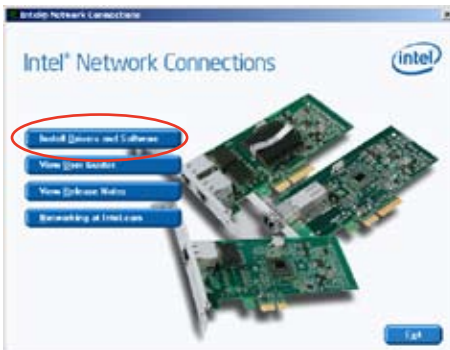 Intel® Network Connections
Intel® Network Connections
intel
Install Drivers and Software
View User Guides
View Release Notes
Networking at Intel.com
Exit